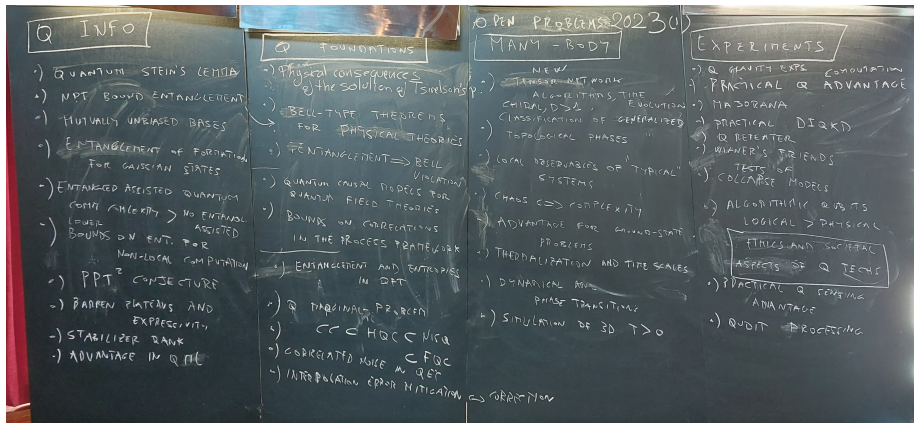 OPEN PROBLEMS 2023 (1)
Q INFO
·) QUANTUM STEIN'S LEMMA
·) NPT BOUND ENTANGLEMENT
·) MUTUALLY UNBIASED BASES
·) ENTANGLEMENT OF FORMATION
FOR GAUSSIAN STATES
·) ENTANGLED ASSISTED QUANTUM
COMM COMPLEXITY > NO ENTANGL
ASSISTED
·) LOWER
BOUNDS ON ENT. FOR
NON-LOCAL COMPUTATION
·) PPT² CONJECTURE
·) BARREN PLATEAUS AND
EXPRESSIVITY
·) STABILIZER RANK
·) ADVANTAGE IN QML
Q FOUNDATIONS
·) Physical consequences
of the solution of Tsirelson's p.
·) BELL-TYPE THEOREMS
FOR PHYSICAL THEORIES
·) ENTANGLEMENT => BELL
VIOLATION
·) QUANTUM CAUSAL MODELS FOR
QUANTUM FIELD THEORIES
·) BOUNDS ON CORRELATIONS
IN THE PROCESS FRAMEWORK
·) ENTANGLEMENT AND ENTROPIES
IN QFT
·) Q MARGINAL PROBLEM
·) CC ⊂ HQC ⊂ NISQ
⊂ FQC
·) CORRELATED NOISE IN QEC
·) INTERPOLATION ERROR MITIGATION <-> CORRECTION
MANY-BODY
NEW
·) TENSOR NETWORK
ALGORITHMS, TIME
CHIRAL, D>1, EVOLUTION
·) CLASSIFICATION OF GENERALIZED
TOPOLOGICAL PHASES
·) LOCAL OBSERVABLES OF "TYPICAL"
SYSTEMS
·) CHAOS <=> COMPLEXITY
·) ADVANTAGE FOR GROUND-STATE
PROBLEMS
·) THERMALIZATION AND TIME SCALES
·) DYNAMICAL AND
PHASE TRANSITIONS
·) SIMULATION OF 3D T>0
EXPERIMENTS
·) Q GRAVITY EXPS COMPUTATION
·) PRACTICAL Q ADVANTAGE
·) MAJORANA
·) PRACTICAL DIQKD
·) Q REPEATER
·) WIGNER'S FRIENDS
TESTS OF
·) COLLAPSE MODELS
·) ALGORITHMIC QUBITS
LOGICAL > PHYSICAL
ETHICS AND SOCIETAL
ASPECTS OF Q TECHS
·) PRACTICAL Q SENSING
ADVANTAGE
·) QUDIT PROCESSING